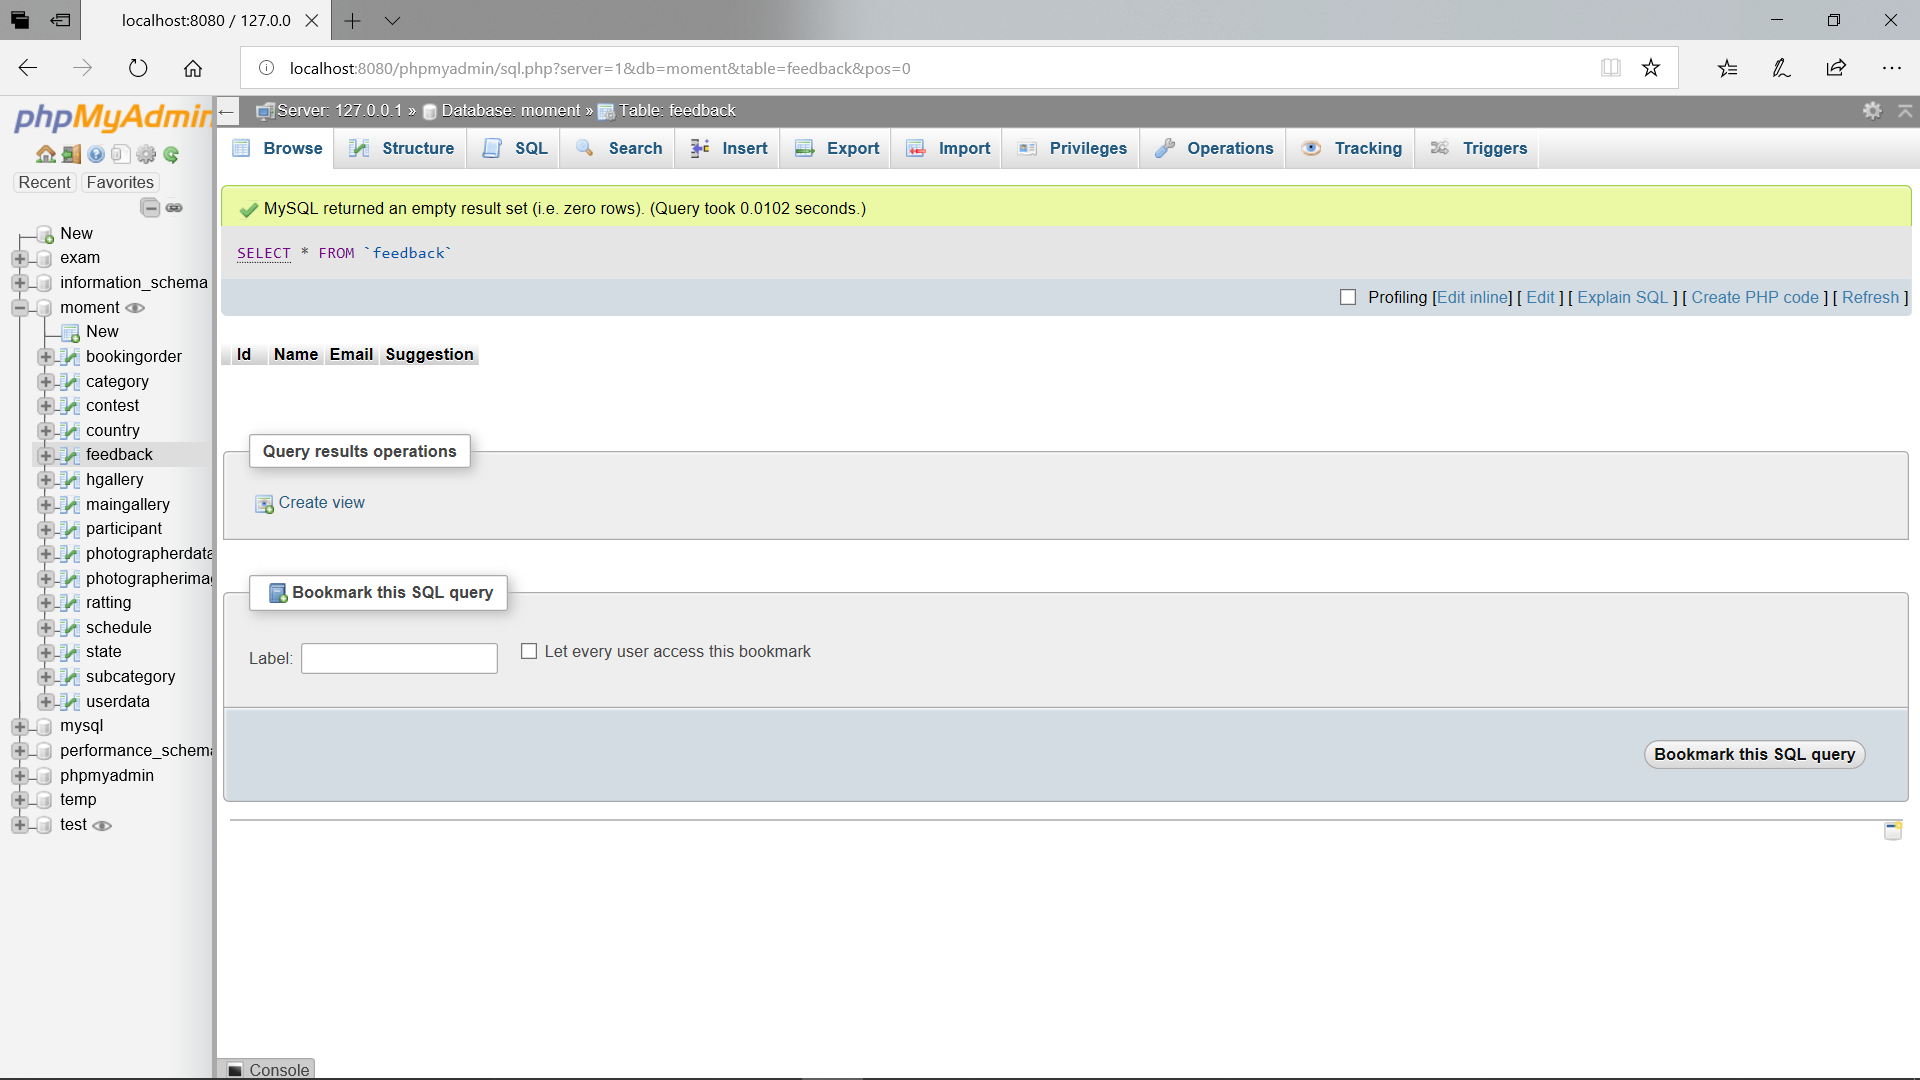 localhost:8080 / 127.0.0
localhost:8080/phpmyadmin/sql.php?server=1&db=moment&table=feedback&pos=0
phpMyAdmin
Recent Favorites
New
exam
information_schema
moment
New
bookingorder
category
contest
country
feedback
hgallery
maingallery
participant
photographerdata
photographerima
ratting
schedule
state
subcategory
userdata
mysql
performance_schema
phpmyadmin
temp
test
Server: 127.0.0.1 » Database: moment » Table: feedback
Browse Structure SQL Search Insert Export Import Privileges Operations Tracking Triggers
MySQL returned an empty result set (i.e. zero rows). (Query took 0.0102 seconds.)
SELECT * FROM `feedback`
Profiling [Edit inline] [ Edit ] [ Explain SQL ] [ Create PHP code ] [ Refresh ]
Id Name Email Suggestion
Query results operations
Create view
Bookmark this SQL query
Label:
Let every user access this bookmark
Bookmark this SQL query
Console